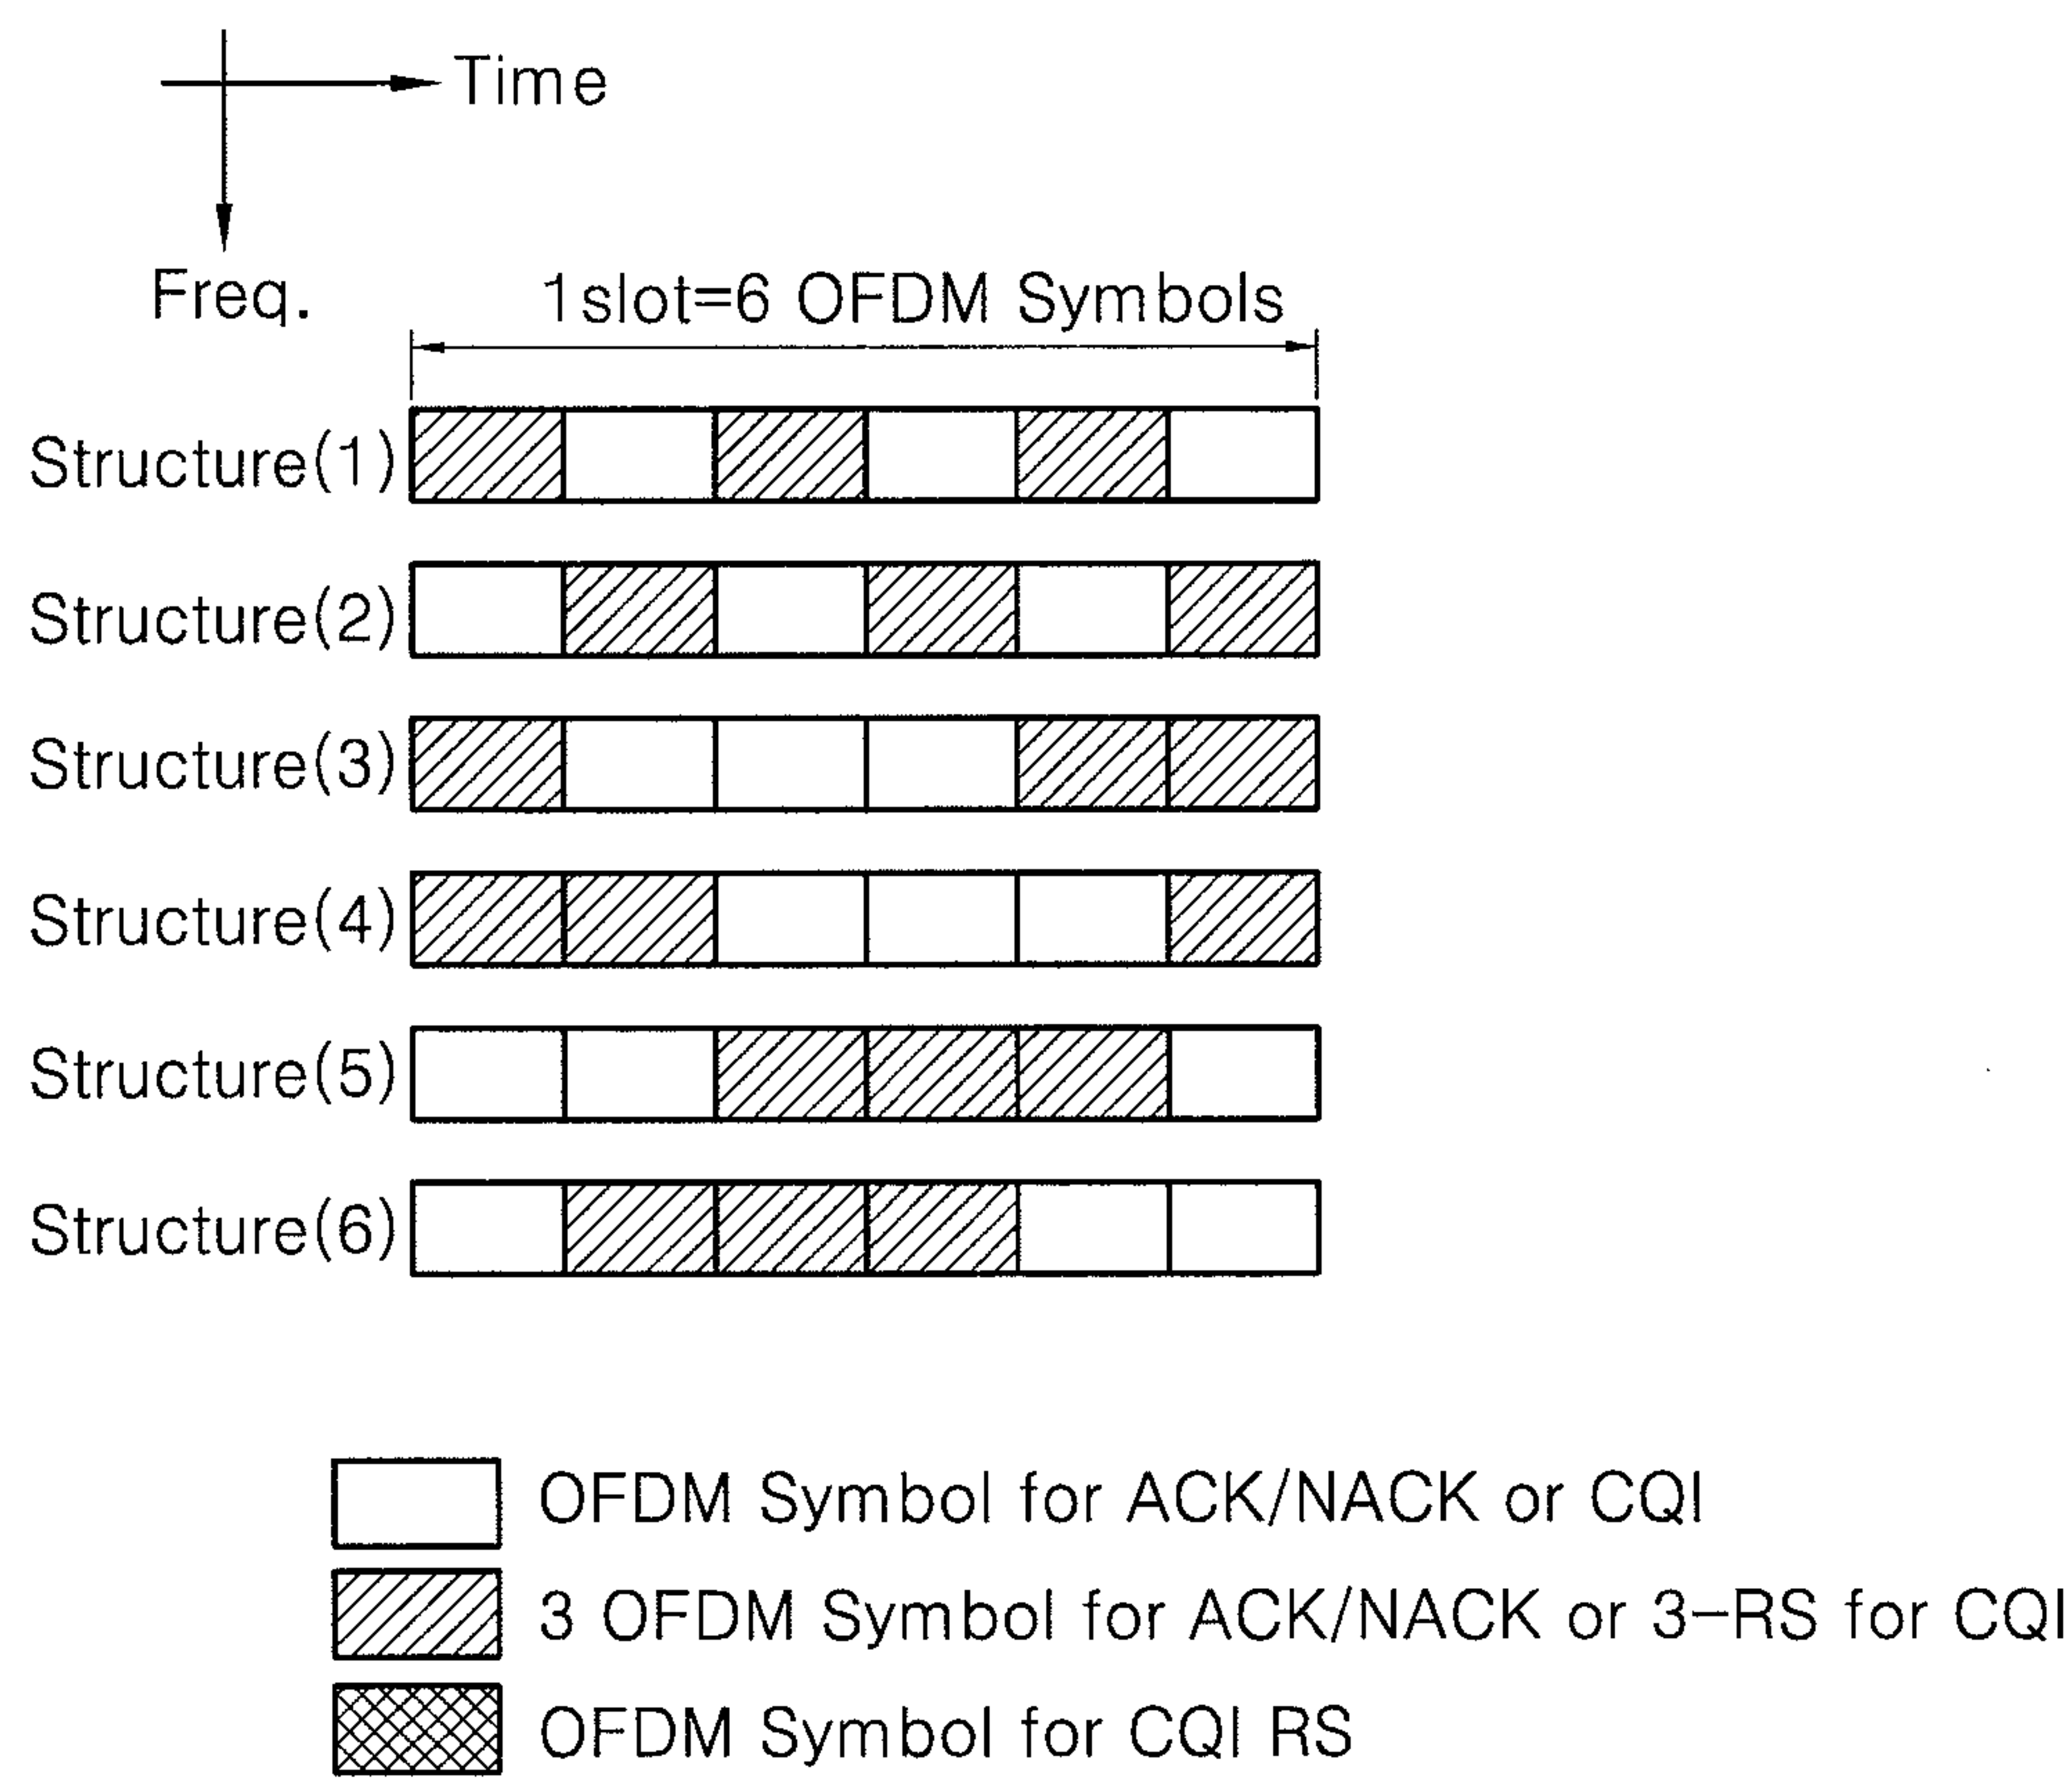 Time
Freq.
1slot=6 OFDM Symbols
Structure(1)
Structure(2)
Structure(3)
Structure(4)
Structure(5)
Structure(6)
OFDM Symbol for ACK/NACK or CQI
3 OFDM Symbol for ACK/NACK or 3-RS for CQI
OFDM Symbol for CQI RS